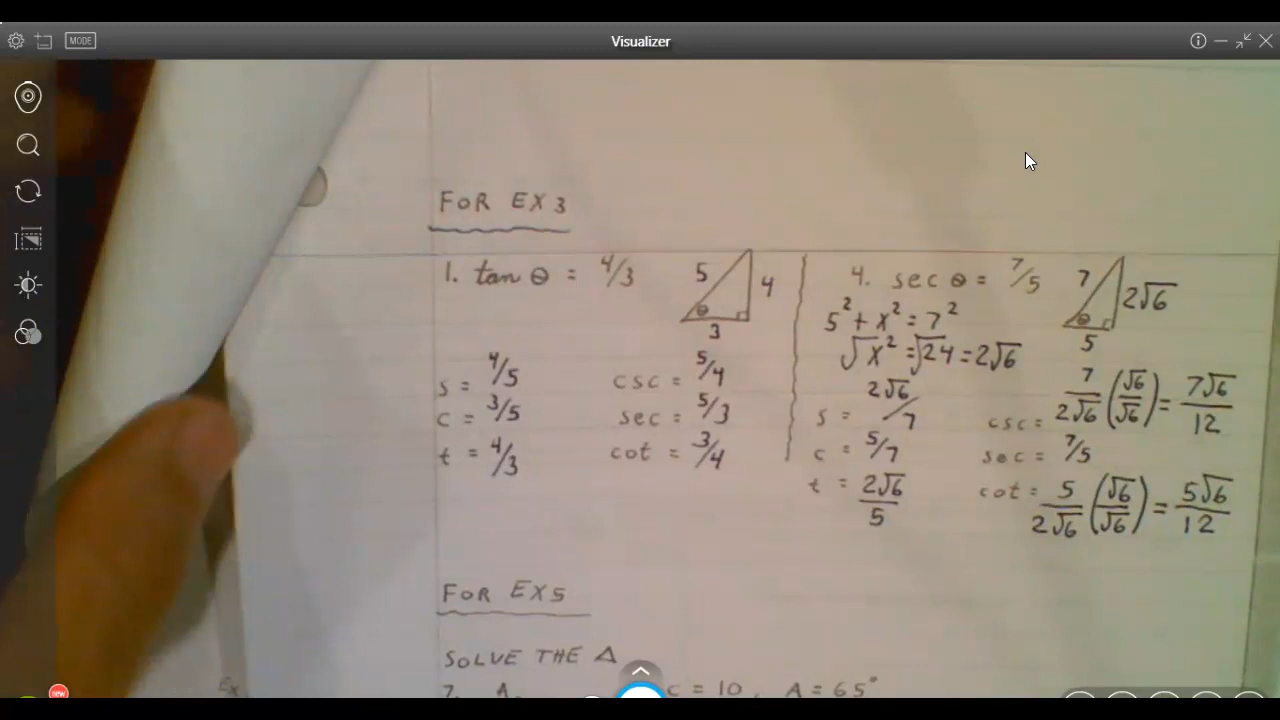 MODE
Visualizer
FOR EX 3
1. tan θ = 4/3
5
4
θ
3
s = 4/5
csc = 5/4
c = 3/5
sec = 5/3
t = 4/3
cot = 3/4
4. sec θ = 7/5
7
2√6
θ
5
5² + x² = 7²
√x² = √24 = 2√6
s = 2√6/7
csc = 7/2√6 (√6/√6) = 7√6/12
c = 5/7
sec = 7/5
t = 2√6/5
cot = 5/2√6 (√6/√6) = 5√6/12
FOR EX 5
SOLVE THE Δ
7.
c = 10, A = 65°
new